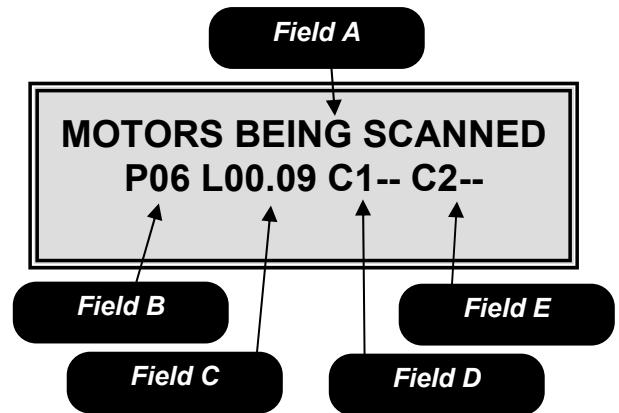 Field A
MOTORS BEING SCANNED
P06 L00.09 C1-- C2--
Field B
Field E
Field C
Field D